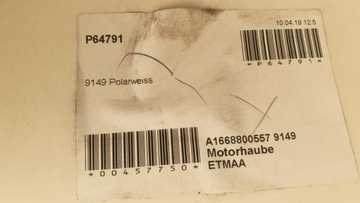 10.04.19 12:5
P64791
*P64791*
9149 Polarweiss
A1668800557 9149
Motorhaube
ETMAA
*00457750*